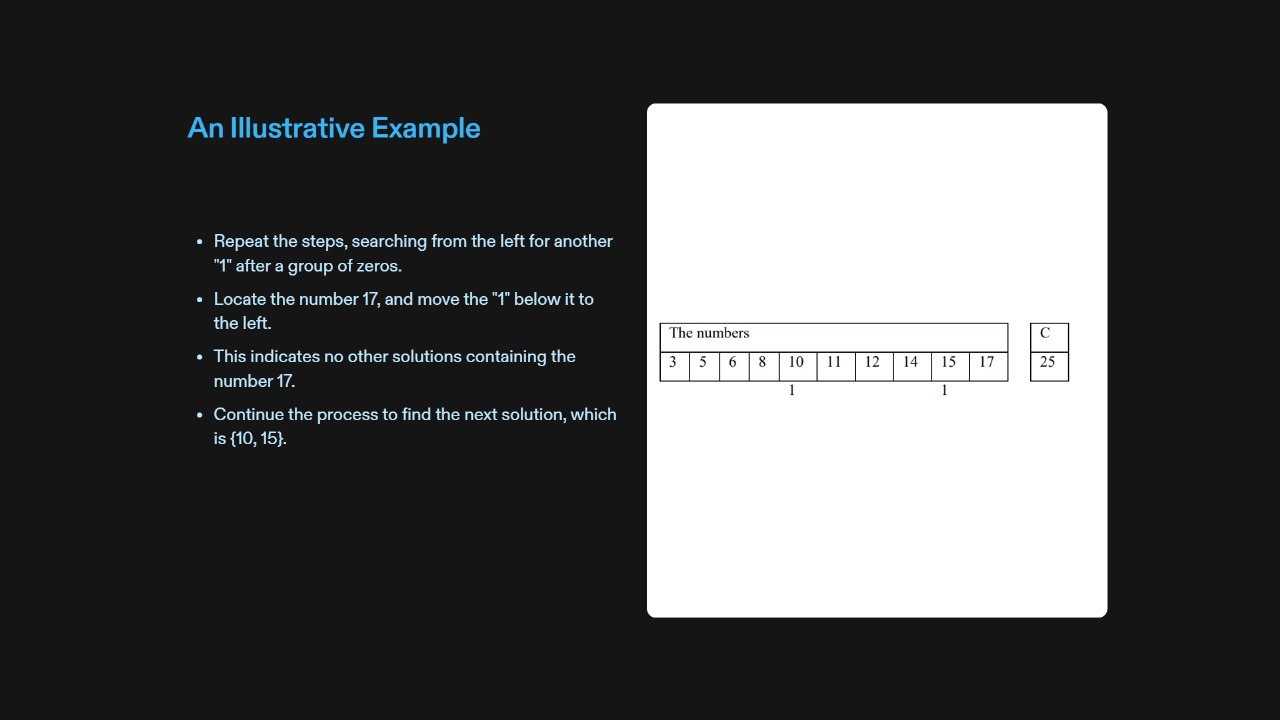 An Illustrative Example
• Repeat the steps, searching from the left for another
"1" after a group of zeros.
• Locate the number 17, and move the "1" below it to
the left.
• This indicates no other solutions containing the
number 17.
• Continue the process to find the next solution, which
is {10, 15}.
The numbers
3 5 6 8 10 11 12 14 15 17
1 1
C
25